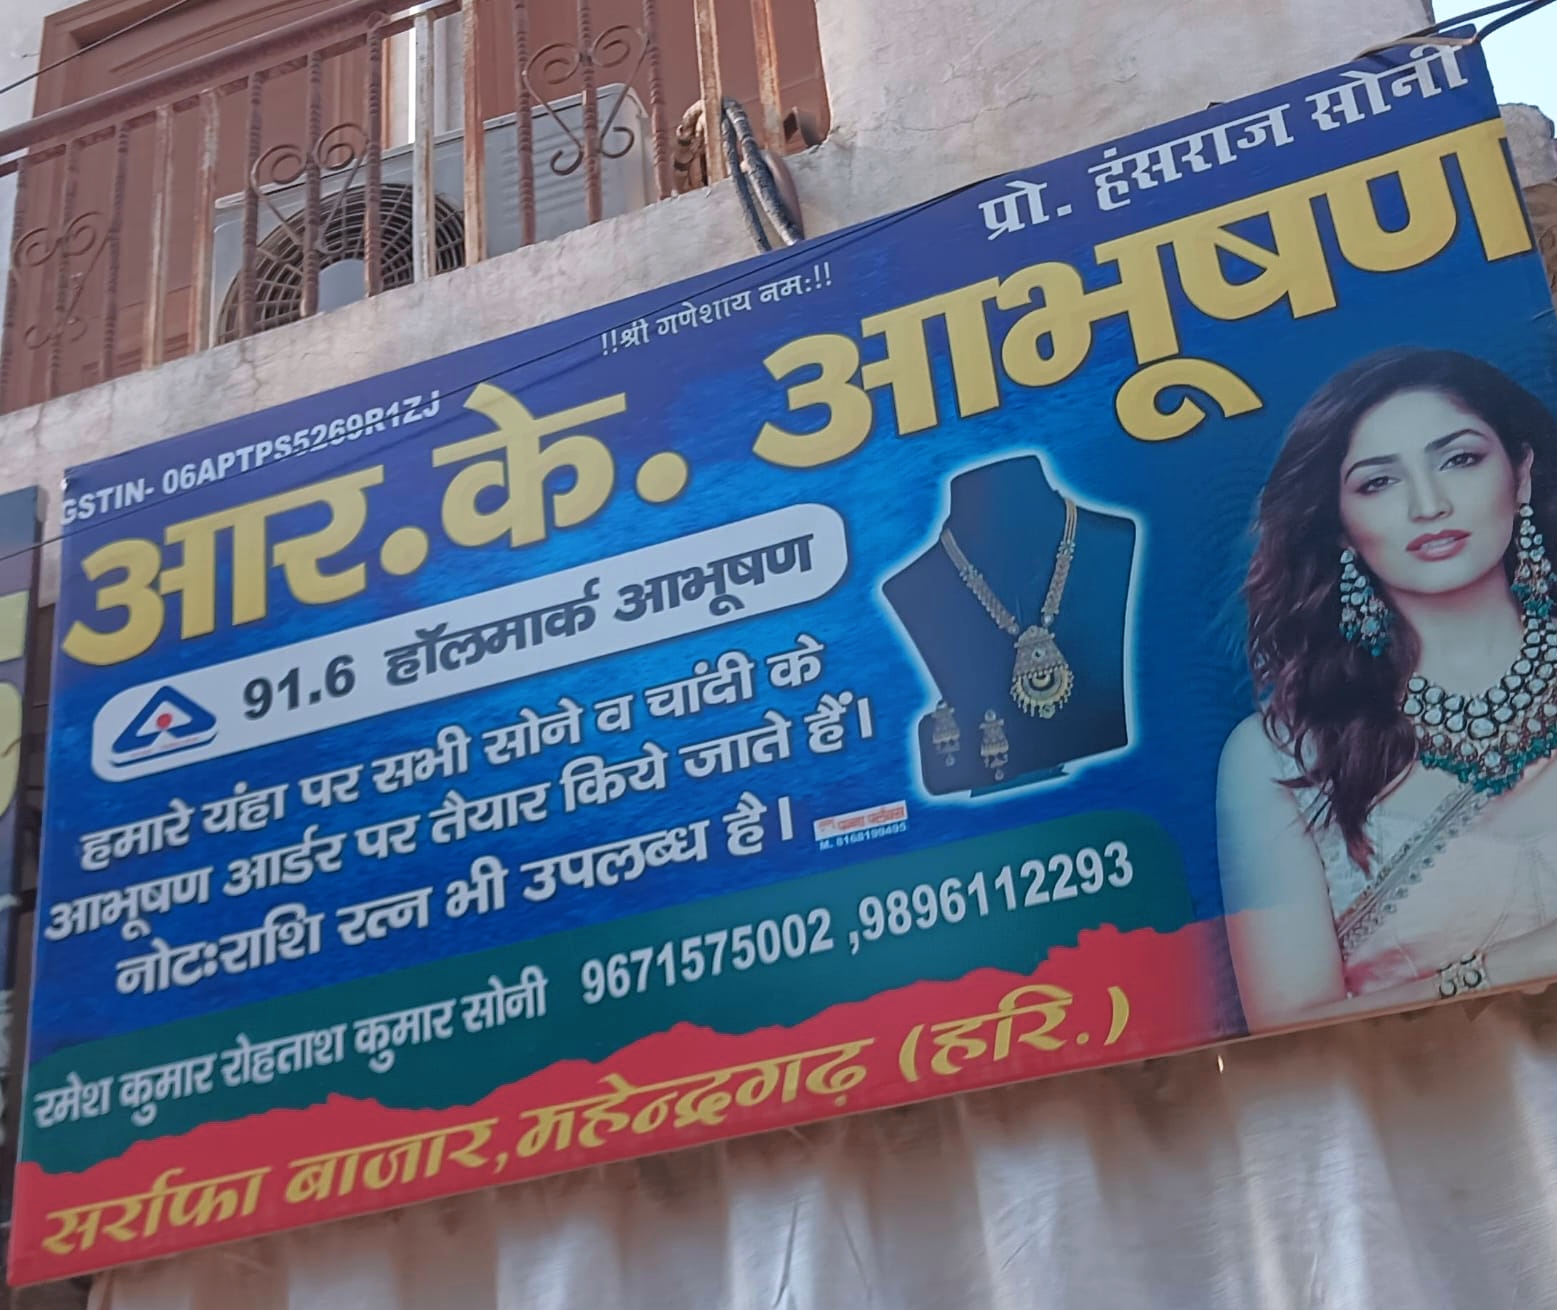 प्रो. हंसराज सोनी
!!श्री गणेशाय नमः!!
GSTIN- 06APTPS5269R1ZJ
आर.के. आभूषण
91.6 हॉलमार्क आभूषण
हमारे यंहा पर सभी सोने व चांदी के
आभूषण आर्डर पर तैयार किये जाते हैं।
नोटःराशि रत्न भी उपलब्ध है।
M. 8168199495
रमेश कुमार रोहताश कुमार सोनी 9671575002 ,9896112293
सर्राफा बाजार,महेन्द्रगढ़ (हरि.)